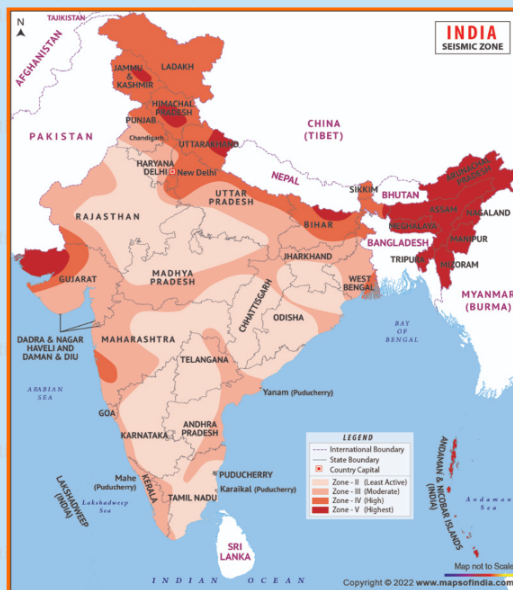 N
TAJIKISTAN
AFGHANISTAN
INDIA
SEISMIC ZONE
JAMMU
&
KASHMIR
LADAKH
HIMACHAL
PRADESH
PUNJAB
Chandigarh
UTTARAKHAND
CHINA
(TIBET)
PAKISTAN
HARYANA
DELHI
New Delhi
NEPAL
SIKKIM
BHUTAN
ARUNACHAL
PRADESH
ASSAM
NAGALAND
MEGHALAYA
MANIPUR
BANGLADESH
TRIPURA
MIZORAM
RAJASTHAN
UTTAR
PRADESH
BIHAR
JHARKHAND
WEST
BENGAL
GUJARAT
MADHYA
PRADESH
CHHATTISGARH
ODISHA
MYANMAR
(BURMA)
DADRA & NAGAR
HAVELI AND
DAMAN & DIU
MAHARASHTRA
TELANGANA
BAY
OF
BENGAL
ARABIAN
SEA
GOA
Yanam (Puducherry)
KARNATAKA
ANDHRA
PRADESH
LEGEND
International Boundary
State Boundary
Country Capital
Zone - II (Least Active)
Zone - III (Moderate)
Zone - IV (High)
Zone - V (Highest)
Mahe
(Puducherry)
PUDUCHERRY
Karaikal (Puducherry)
KERALA
TAMIL NADU
LAKSHADWEEP
(INDIA)
Lakshadweep
Sea
ANDAMAN & NICOBAR ISLANDS
(INDIA)
Andaman
Sea
SRI
LANKA
INDIAN OCEAN
Map not to Scale
Copyright © 2022 www.mapsofindia.com